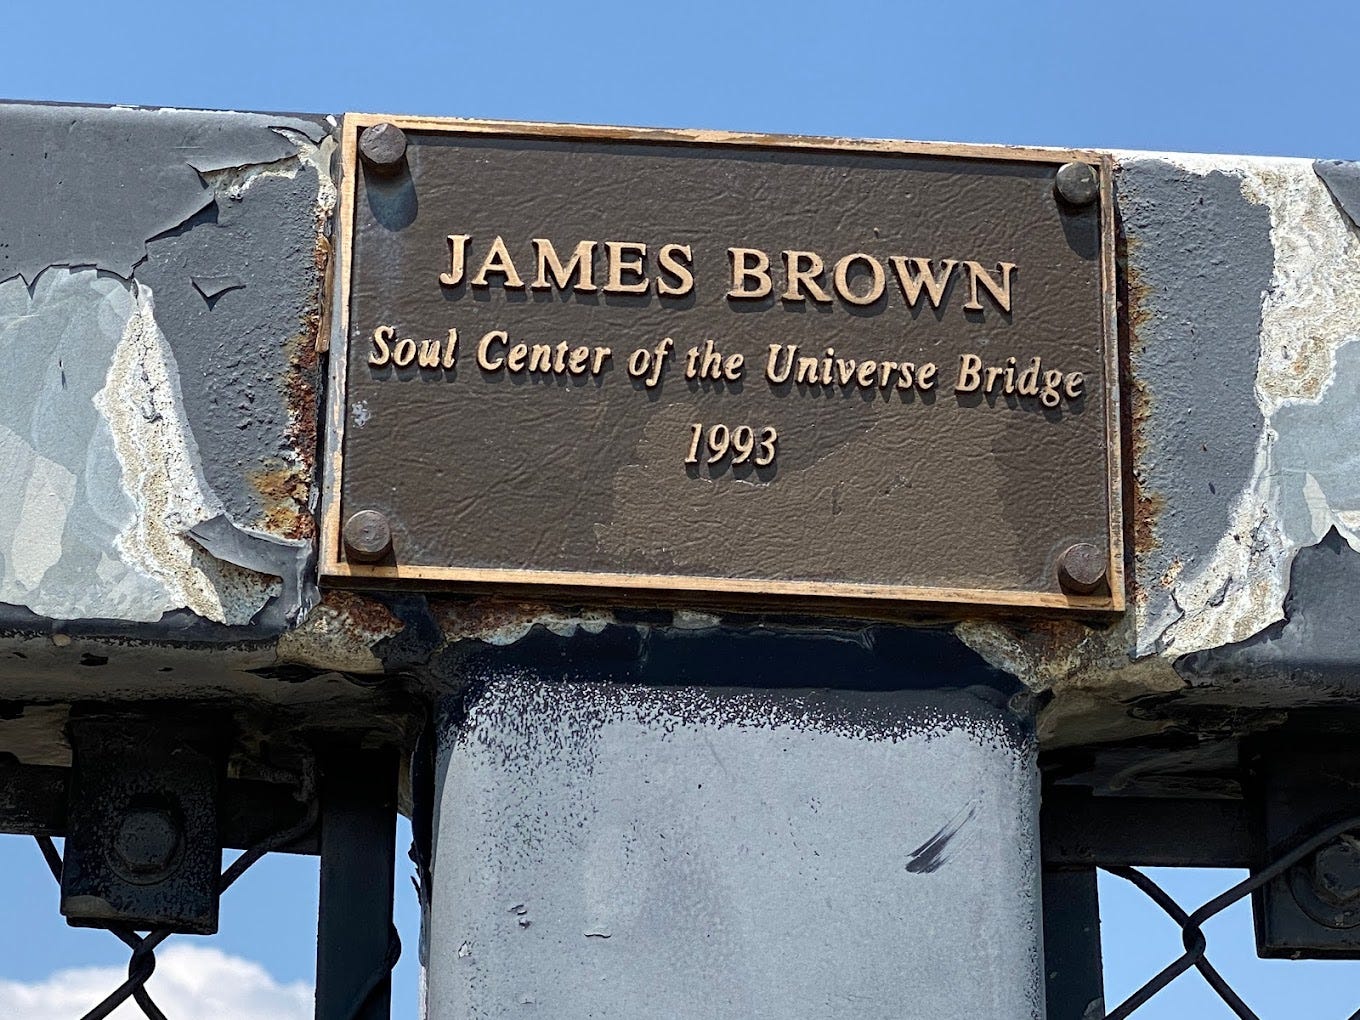 JAMES BROWN
Soul Center of the Universe Bridge
1993